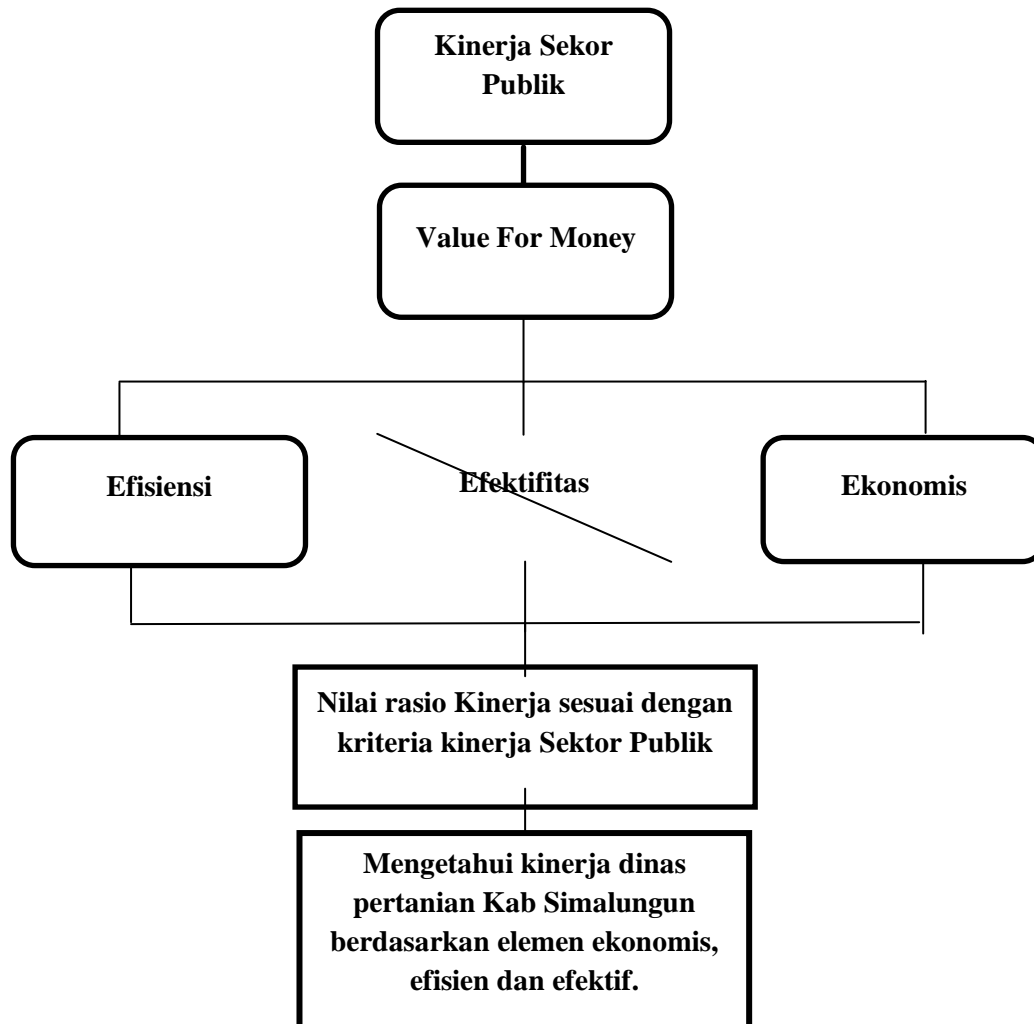 Kinerja Sekor
Publik
Value For Money
Efisiensi
Efektifitas
Ekonomis
Nilai rasio Kinerja sesuai dengan
kriteria kinerja Sektor Publik
Mengetahui kinerja dinas
pertanian Kab Simalungun
berdasarkan elemen ekonomis,
efisien dan efektif.